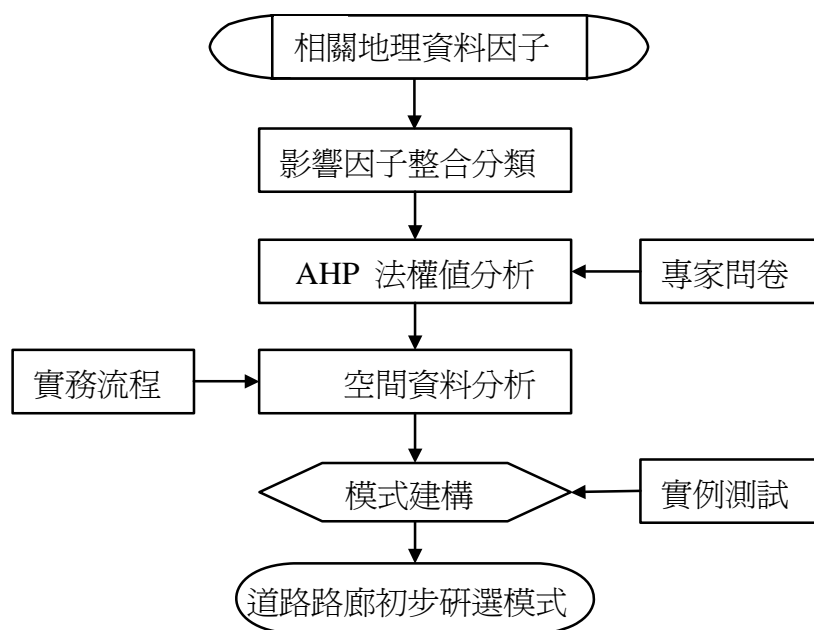 相關地理資料因子
影響因子整合分類
AHP 法權值分析
專家問卷
實務流程
空間資料分析
模式建構
實例測試
道路路廊初步研選模式